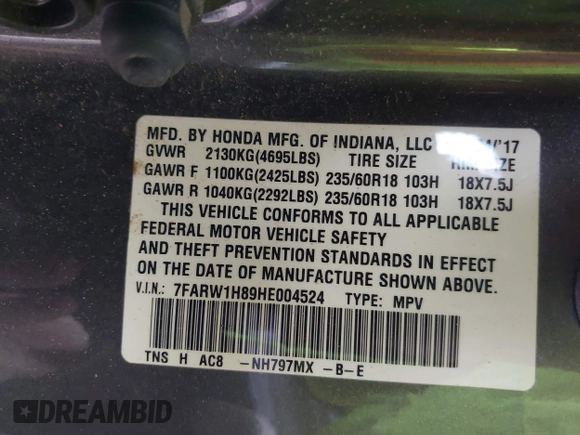 MFD. BY HONDA MFG. OF INDIANA, LLC /'17
GVWR 2130KG(4695LBS) TIRE SIZE RIM SIZE
GAWR F 1100KG(2425LBS) 235/60R18 103H 18X7.5J
GAWR R 1040KG(2292LBS) 235/60R18 103H 18X7.5J
THIS VEHICLE CONFORMS TO ALL APPLICABLE
FEDERAL MOTOR VEHICLE SAFETY
AND THEFT PREVENTION STANDARDS IN EFFECT
ON THE DATE OF MANUFACTURE SHOWN ABOVE.
V.I.N.: 7FARW1H89HE004524 TYPE: MPV
TNS H AC8 -NH797MX -B-E
DREAMBID